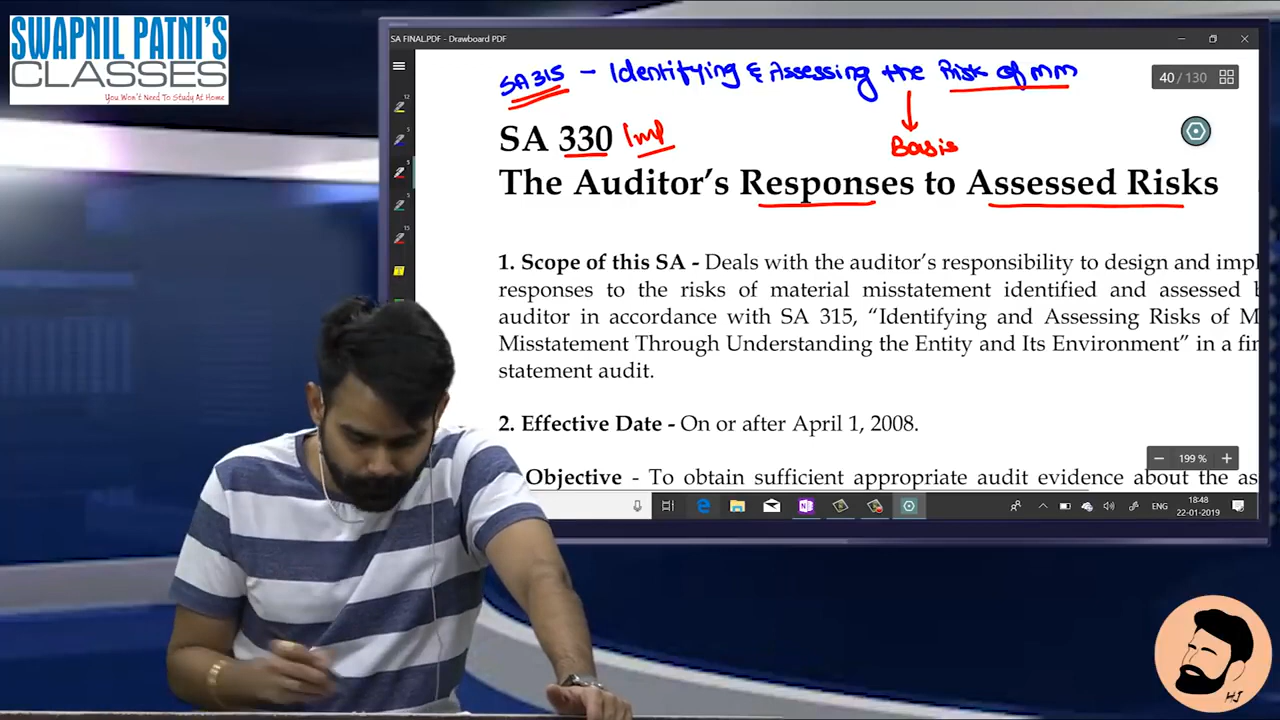 SWAPNIL PATNI'S
CLASSES
You Won't Need To Study At Home
SA FINAL.PDF - Drawboard PDF
SA 315 - Identifying & Assessing the Risk of MM
40 / 130
SA 330 Imp
Basis
The Auditor's Responses to Assessed Risks
1. Scope of this SA - Deals with the auditor's responsibility to design and impl
responses to the risks of material misstatement identified and assessed b
auditor in accordance with SA 315, "Identifying and Assessing Risks of M
Misstatement Through Understanding the Entity and Its Environment" in a fin
statement audit.
2. Effective Date - On or after April 1, 2008.
199 %
Objective - To obtain sufficient appropriate audit evidence about the as
ENG
18:48
22-01-2019
HJ